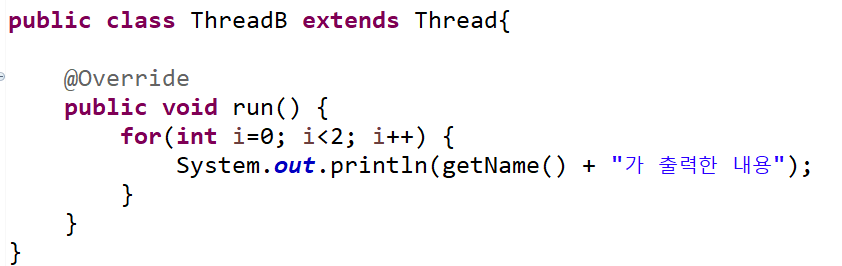 public class ThreadB extends Thread{
@Override
public void run() {
for(int i=0; i<2; i++) {
System.out.println(getName() + "가 출력한 내용");
}
}
}